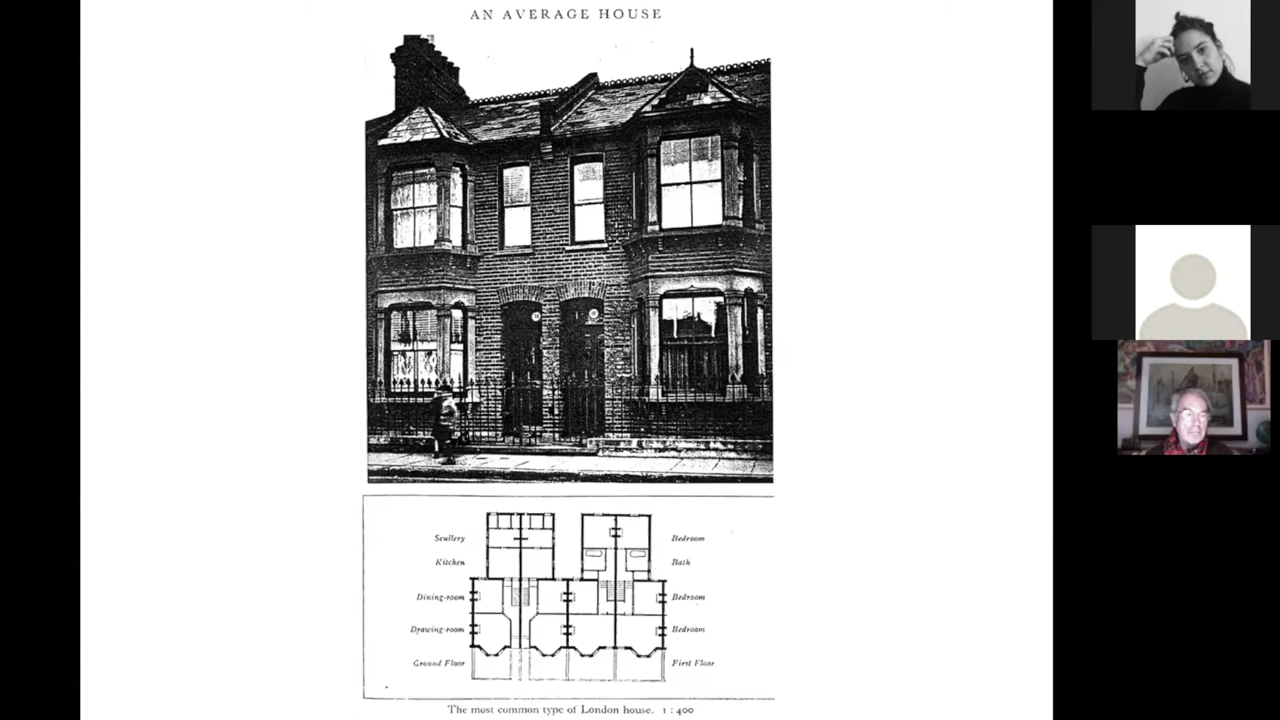 AN AVERAGE HOUSE
Scullery
Kitchen
Dining-room
Drawing-room
Ground Floor
Bedroom
Bath
Bedroom
Bedroom
First Floor
The most common type of London house. 1 : 400